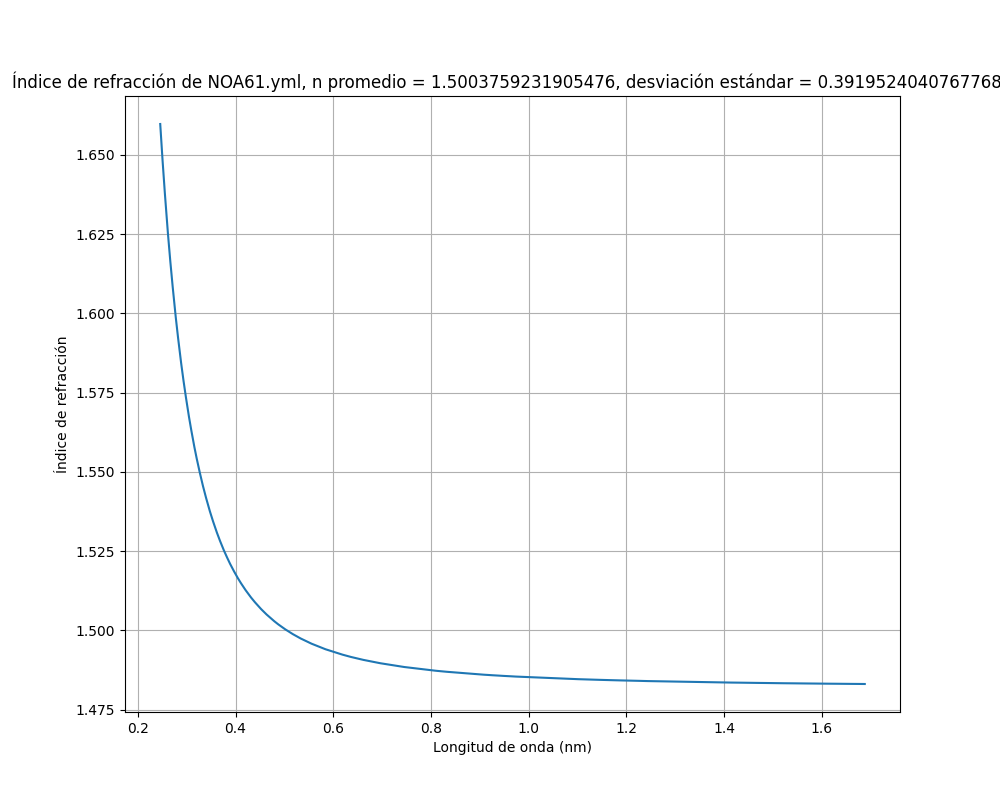 Índice de refracción de NOA61.yml, n promedio = 1.5003759231905476, desviación estándar = 0.3919524040767768
1.650
1.625
1.600
1.575
1.550
1.525
1.500
1.475
Índice de refracción
0.2 0.4 0.6 0.8 1.0 1.2 1.4 1.6
Longitud de onda (nm)